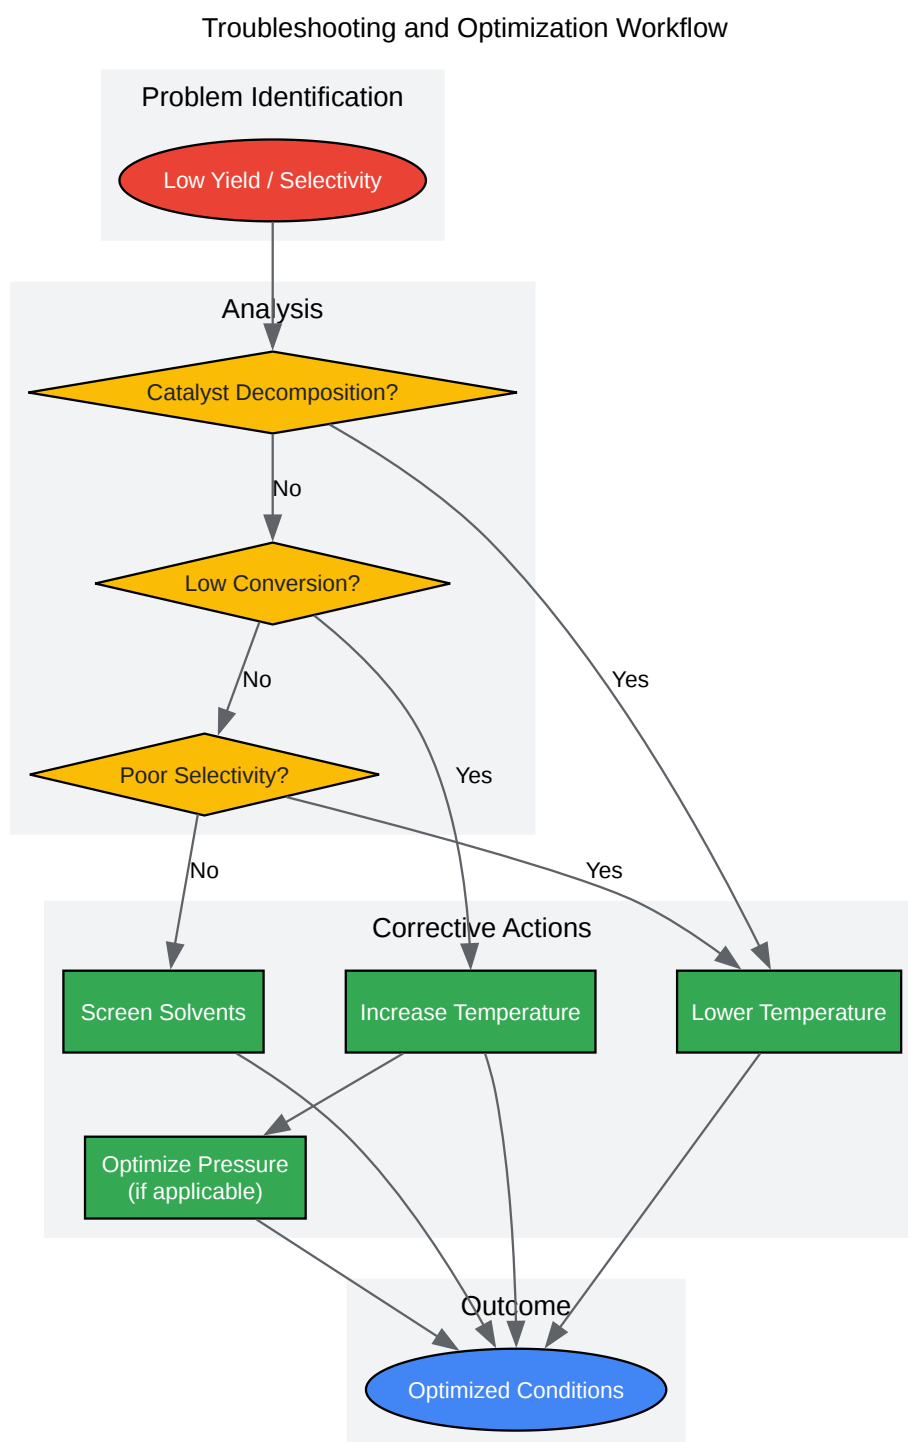 Troubleshooting and Optimization Workflow
Problem Identification
Low Yield / Selectivity
Analysis
Catalyst Decomposition?
No
Low Conversion?
No
Yes
Poor Selectivity?
Yes
No
Yes
Corrective Actions
Screen Solvents
Increase Temperature
Lower Temperature
Optimize Pressure
(if applicable)
Outcome
Optimized Conditions